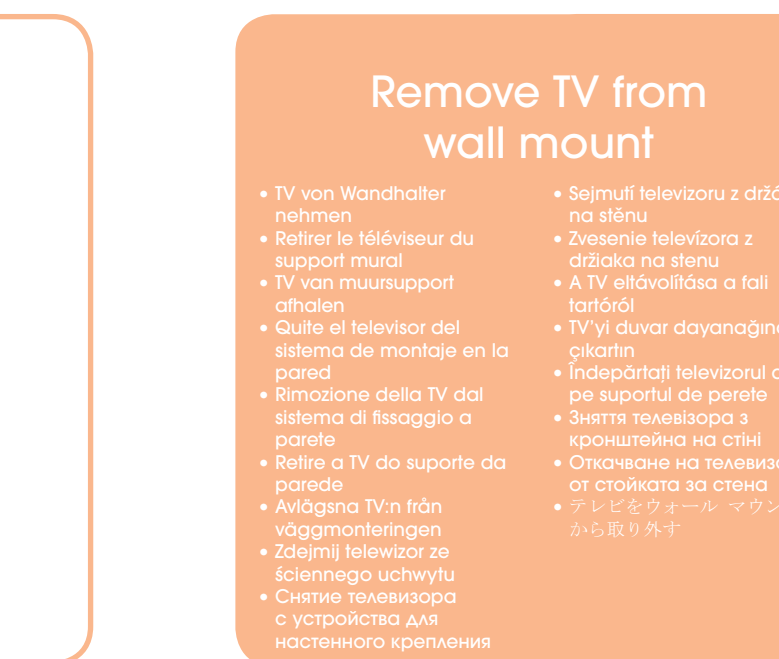 Remove TV from
wall mount
• TV von Wandhalter
nehmen
• Retirer le téléviseur du
support mural
• TV van muursupport
afhalen
• Quite el televisor del
sistema de montaje en la
pared
• Rimozione della TV dal
sistema di fissaggio a
parete
• Retire a TV do suporte da
parede
• Avlägsna TV:n från
väggmonteringen
• Zdejmij telewizor ze
ściennego uchwytu
• Снятие телевизора
с устройства для
настенного крепления
• Sejmutí televizoru z
na stěnu
• Zvesenie televízora z
držiaka na stenu
• A TV eltávolítása a fali
tartóról
• TV'yi duvar
çıkartın
• Îndepărtați televizorul
pe suportul de perete
• Зняття телевізора з
кронштейна на стіні
• Откачване на
от стойката за стена
• テレビをウォール
から取り外す